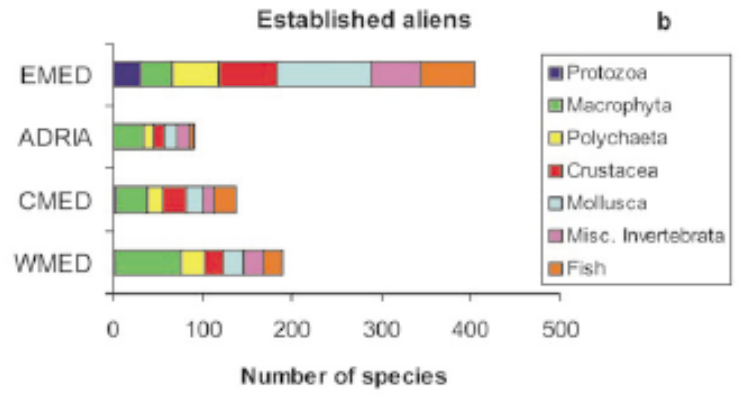 Established aliens
b
EMED
ADRIA
CMED
WMED
Protozoa
Macrophyta
Polychaeta
Crustacea
Mollusca
Misc. Invertebrata
Fish
0 100 200 300 400 500
Number of species